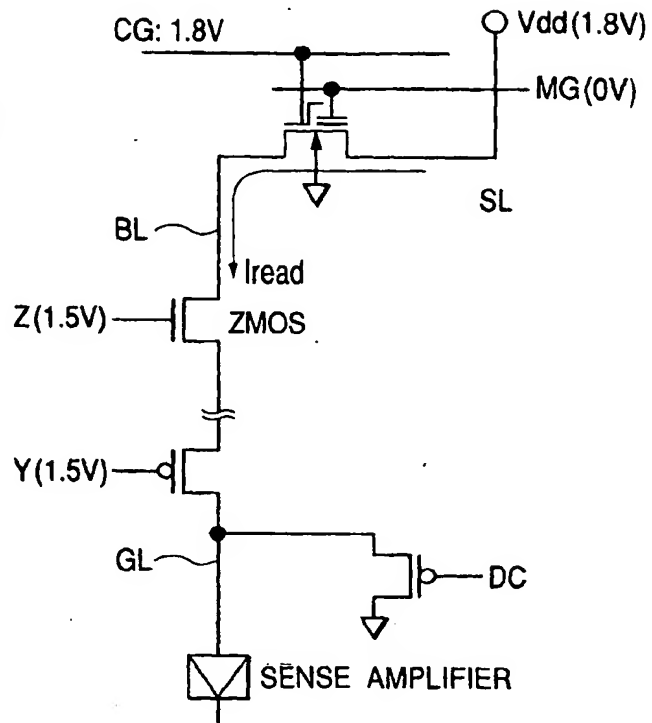 CG: 1.8V
Vdd(1.8V)
MG(0V)
SL
BL
Iread
Z(1.5V)
ZMOS
Y(1.5V)
GL
DC
SENSE AMPLIFIER